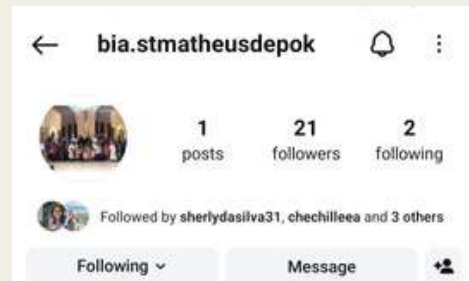 bia.stmatheusdepok
1 21 2
posts followers following
Followed by sherlydasilva31, chechilleea and 3 others
Following Message